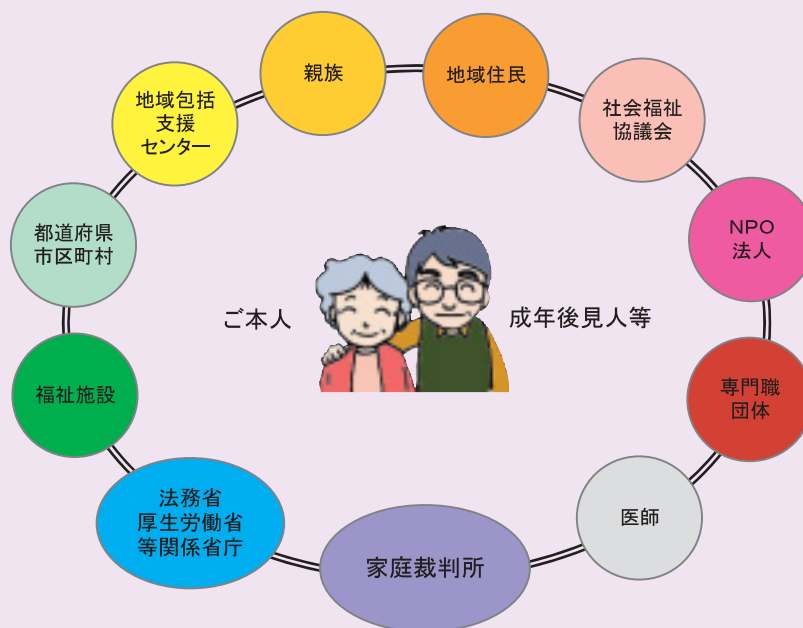 親族
地域住民
社会福祉
協議会
NPO
法人
専門職
団体
医師
家庭裁判所
法務省
厚生労働省
等関係省庁
福祉施設
都道府県
市区町村
地域包括
支援
センター
ご本人
成年後見人等